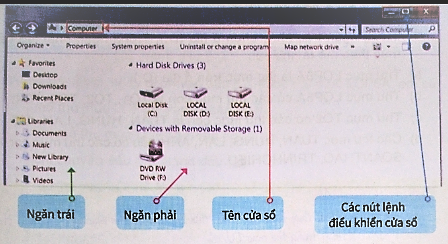 Computer
Search Computer
Organize
Properties
System properties
Uninstall or change a program
Map network drive
»
Favorites
Desktop
Downloads
Recent Places
Libraries
Documents
Music
New Library
Pictures
Videos
Hard Disk Drives (3)
Local Disk (C:)
LOCAL DISK (D:)
LOCAL DISK (E:)
Devices with Removable Storage (1)
DVD RW Drive (F:)
Ngăn trái
Ngăn phải
Tên cửa sổ
Các nút lệnh
điều khiển cửa sổ